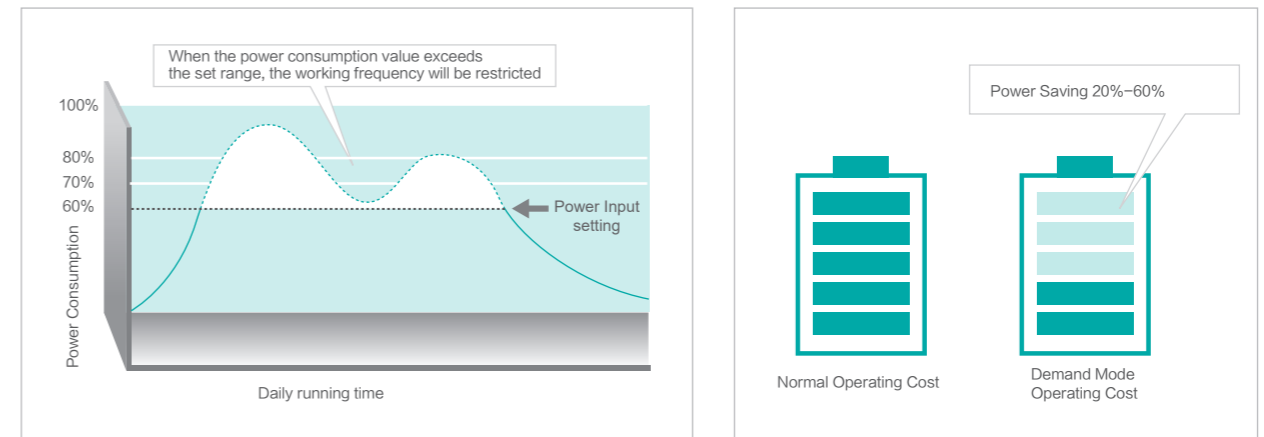 When the power consumption value exceeds
the set range, the working frequency will be restricted
100%
80%
70%
60%
Power Input
setting
Power Consumption
Daily running time
Power Saving 20%–60%
Normal Operating Cost
Demand Mode
Operating Cost